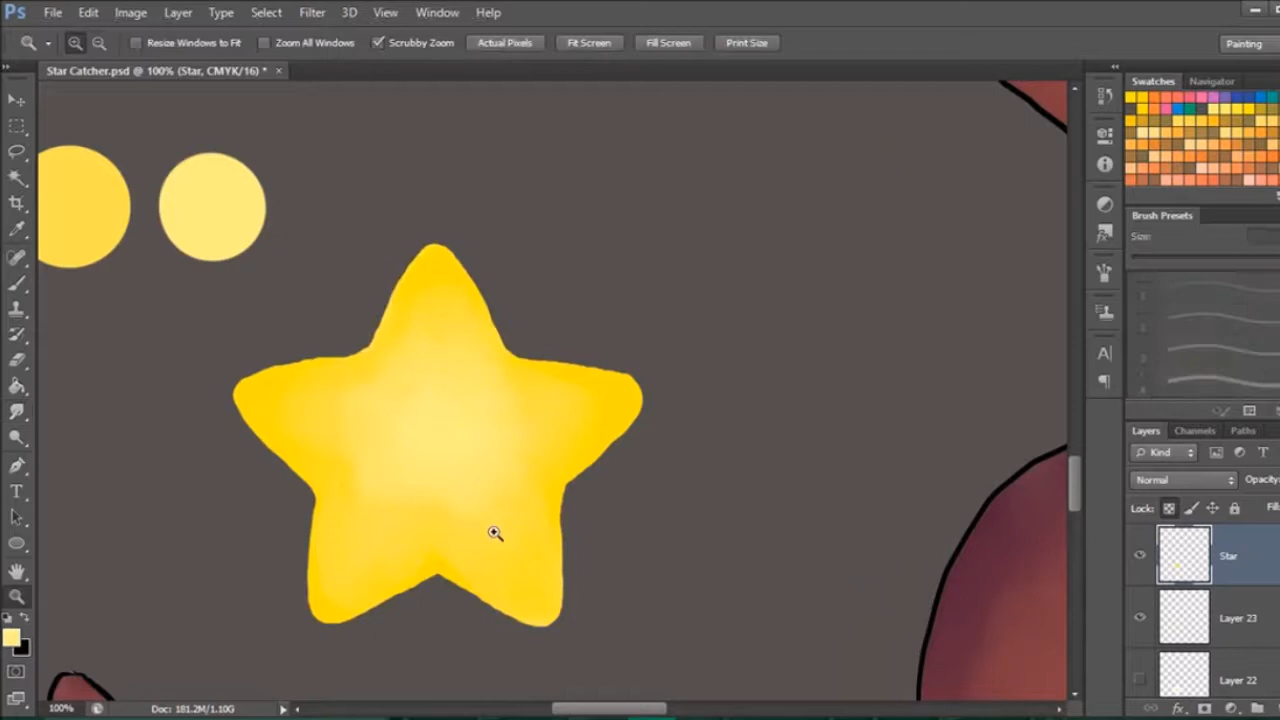 Ps File Edit Image Layer Type Select Filter 3D View Window Help
Resize Windows to Fit Zoom All Windows Scrubby Zoom Actual Pixels Fit Screen Fill Screen Print Size Painting
Star Catcher.psd @ 100% (Star, CMYK/16) * ×
Swatches Navigator
Brush Presets
Size:
Layers Channels Paths
Kind
Normal Opacity
Lock:
Star
Layer 23
Layer 22
100% Doc: 181.2M/1.10G